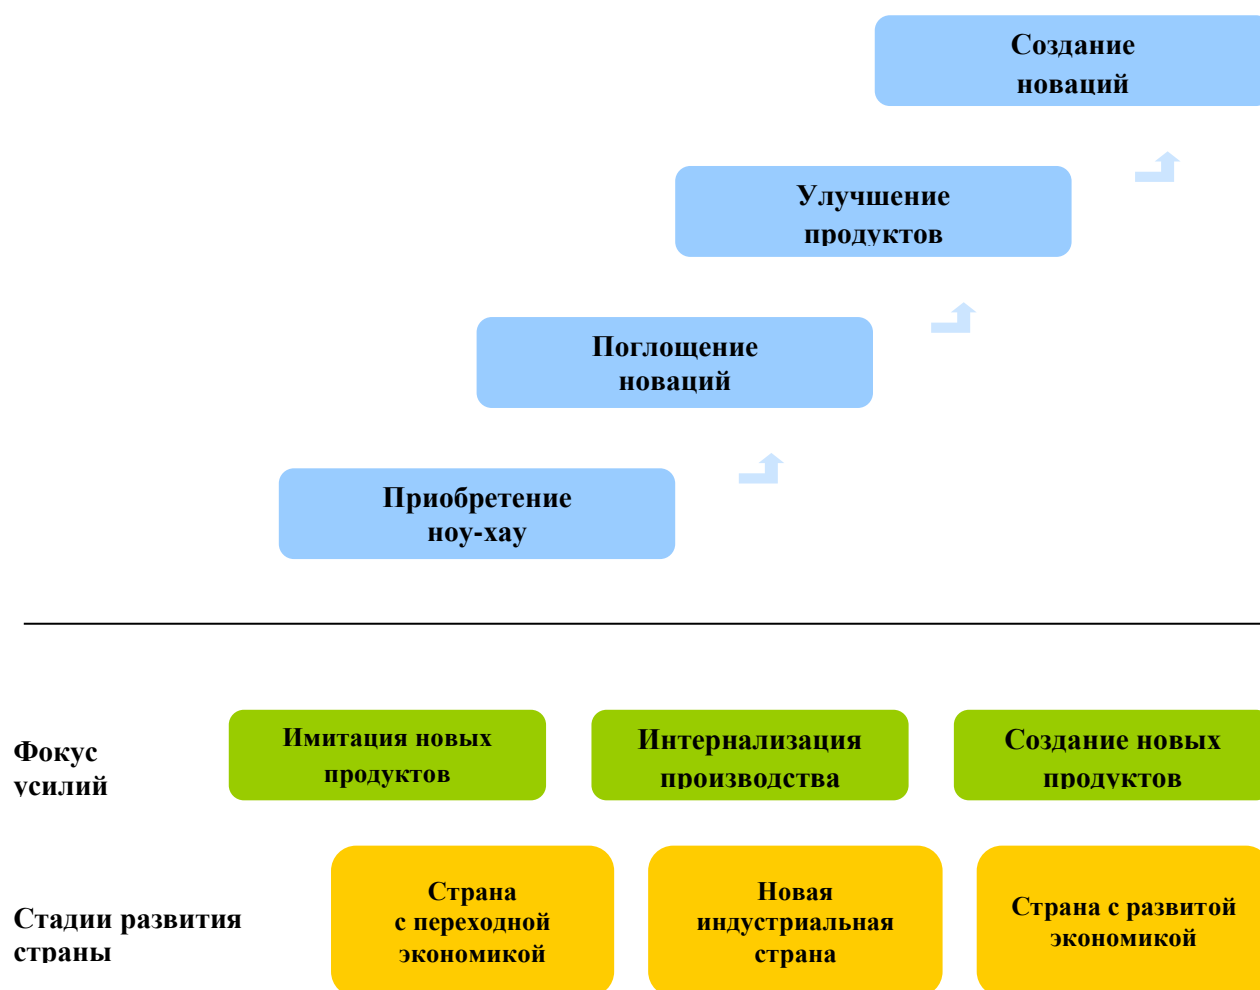 Создание
новаций
Улучшение
продуктов
Поглощение
новаций
Приобретение
ноу-хау
Фокус
усилий
Имитация новых
продуктов
Интернализация
производства
Создание новых
продуктов
Стадии развития
страны
Страна
с переходной
экономикой
Новая
индустриальная
страна
Страна с развитой
экономикой